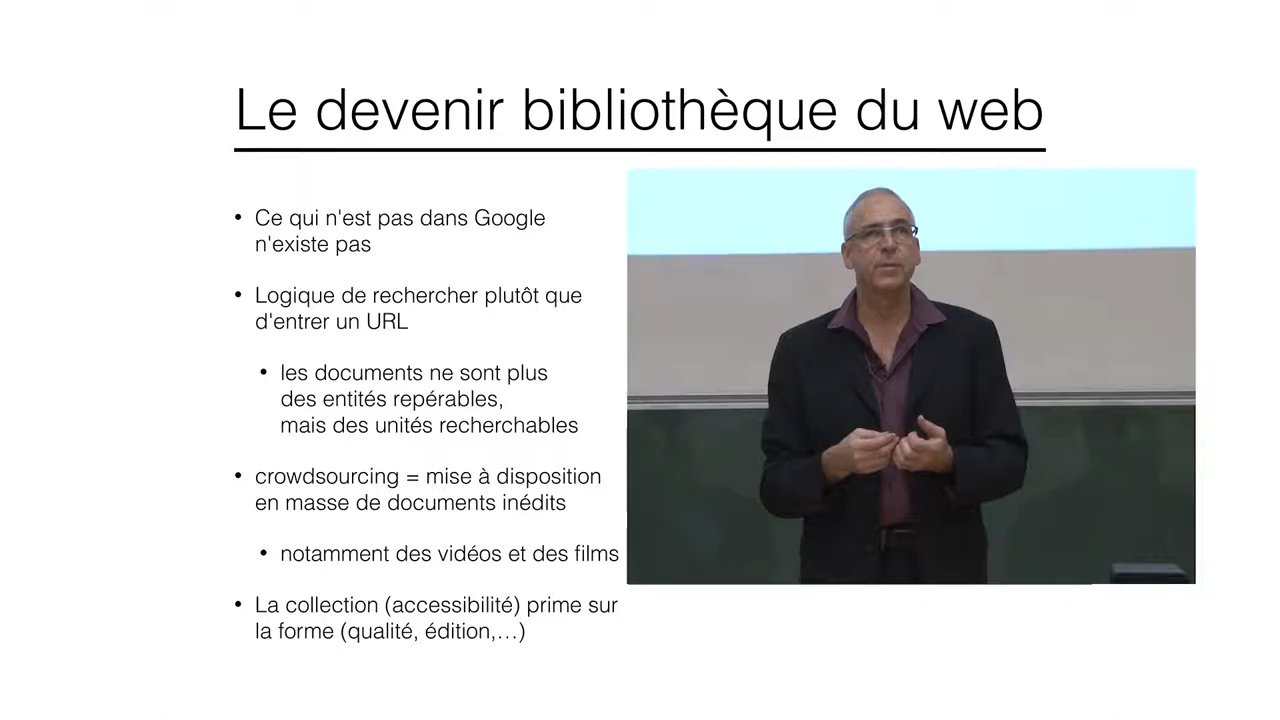 Le devenir bibliothèque du web
• Ce qui n'est pas dans Google
n'existe pas
• Logique de rechercher plutôt que
d'entrer un URL
• les documents ne sont plus
des entités repérables,
mais des unités recherchables
• crowdsourcing = mise à disposition
en masse de documents inédits
• notamment des vidéos et des films
• La collection (accessibilité) prime sur
la forme (qualité, édition,…)